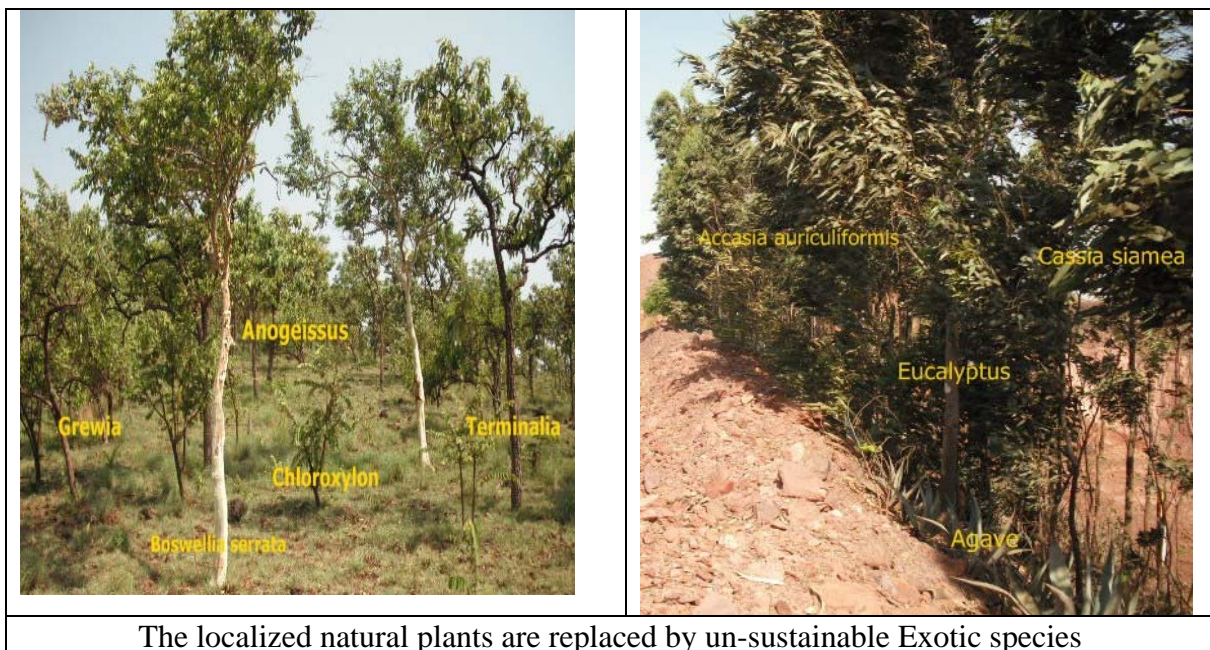 Anogeissus
Grewia
Terminalia
Chloroxylon
Boswellia serrata
Accasia auriculiformis
Cassia siamea
Eucalyptus
Agave
The localized natural plants are replaced by un-sustainable Exotic species